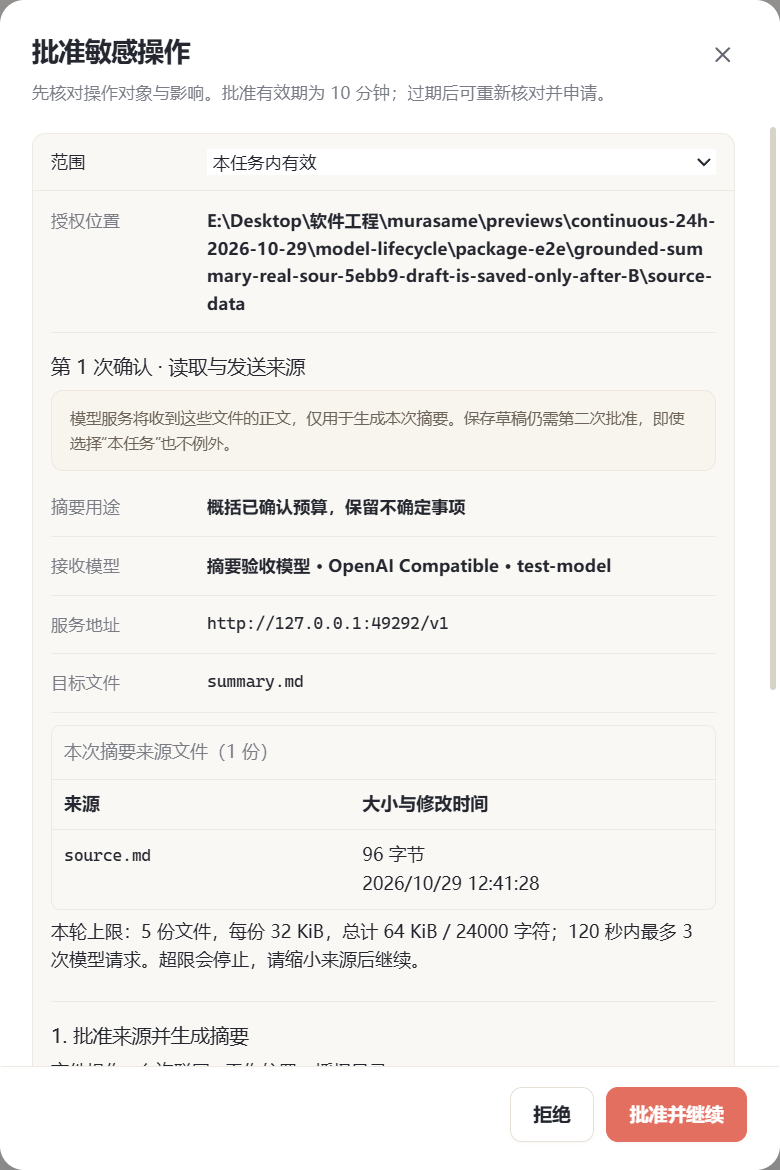 批准敏感操作
先核对操作对象与影响。批准有效期为 10 分钟；过期后可重新核对并申请。
范围
本任务内有效
授权位置
E:\Desktop\软件工程\murasame\previews\continuous-24h-
2026-10-29\model-lifecycle\package-e2e\grounded-sum
mary-real-sour-5ebb9-draft-is-saved-only-after-B\source-
data
第 1 次确认 · 读取与发送来源
模型服务将收到这些文件的正文，仅用于生成本次摘要。保存草稿仍需第二次批准，即使
选择“本任务”也不例外。
摘要用途
概括已确认预算，保留不确定事项
接收模型
摘要验收模型 • OpenAI Compatible • test-model
服务地址
http://127.0.0.1:49292/v1
目标文件
summary.md
本次摘要来源文件（1 份）
来源
大小与修改时间
source.md
96 字节
2026/10/29 12:41:28
本轮上限：5 份文件，每份 32 KiB，总计 64 KiB / 24000 字符；120 秒内最多 3
次模型请求。超限会停止，请缩小来源后继续。
1. 批准来源并生成摘要
拒绝
批准并继续